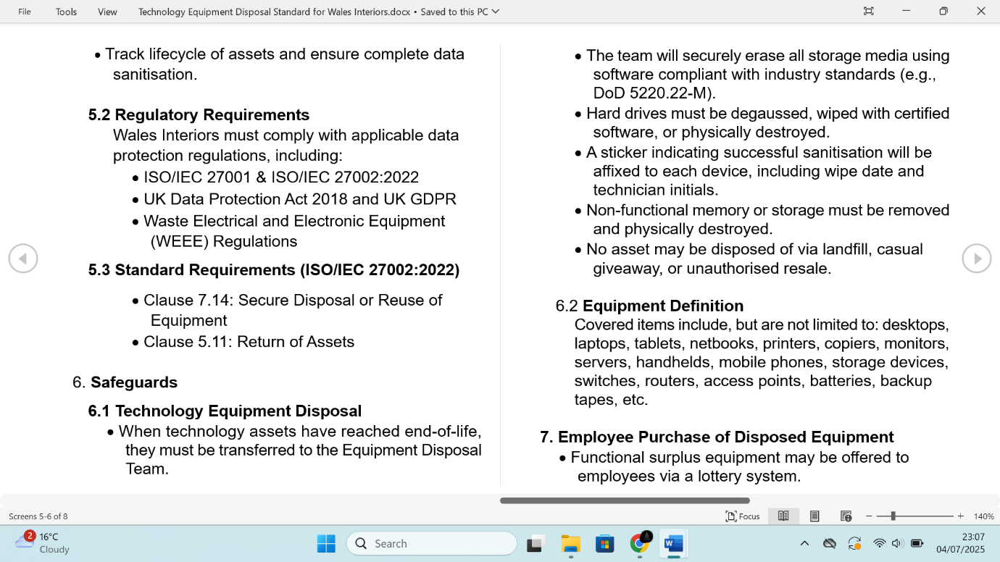 File Tools View Technology Equipment Disposal Standard for Wales Interiors.docx • Saved to this PC
• Track lifecycle of assets and ensure complete data
sanitisation.
5.2 Regulatory Requirements
Wales Interiors must comply with applicable data
protection regulations, including:
• ISO/IEC 27001 & ISO/IEC 27002:2022
• UK Data Protection Act 2018 and UK GDPR
• Waste Electrical and Electronic Equipment
(WEEE) Regulations
5.3 Standard Requirements (ISO/IEC 27002:2022)
• Clause 7.14: Secure Disposal or Reuse of
Equipment
• Clause 5.11: Return of Assets
6. Safeguards
6.1 Technology Equipment Disposal
• When technology assets have reached end-of-life,
they must be transferred to the Equipment Disposal
Team.
• The team will securely erase all storage media using
software compliant with industry standards (e.g.,
DoD 5220.22-M).
• Hard drives must be degaussed, wiped with certified
software, or physically destroyed.
• A sticker indicating successful sanitisation will be
affixed to each device, including wipe date and
technician initials.
• Non-functional memory or storage must be removed
and physically destroyed.
• No asset may be disposed of via landfill, casual
giveaway, or unauthorised resale.
6.2 Equipment Definition
Covered items include, but are not limited to: desktops,
laptops, tablets, netbooks, printers, copiers, monitors,
servers, handhelds, mobile phones, storage devices,
switches, routers, access points, batteries, backup
tapes, etc.
7. Employee Purchase of Disposed Equipment
• Functional surplus equipment may be offered to
employees via a lottery system.
Screens 5-6 of 8 Focus 140%
2 16°C
Cloudy
Search
23:07
04/07/2025